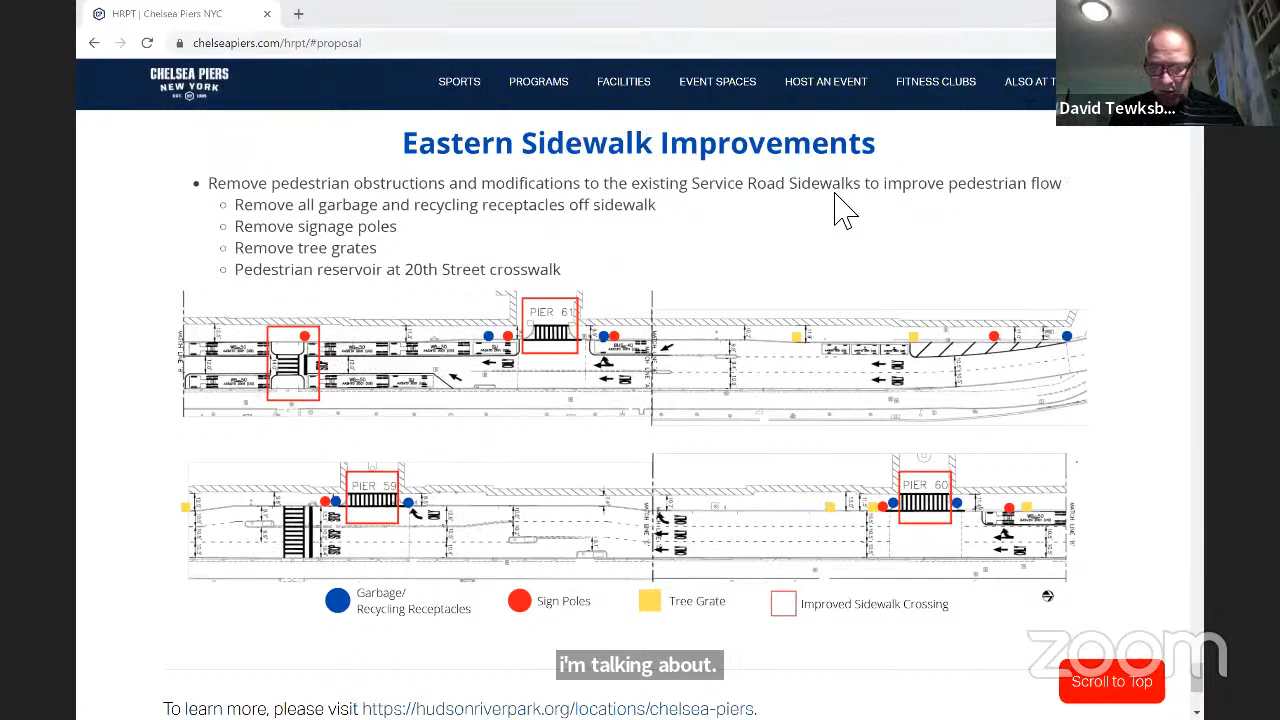 HRPT | Chelsea Piers NYC
chelseapiers.com/hrpt/#proposal
CHELSEA PIERS
NEW YORK
EST. 1995
SPORTS
PROGRAMS
FACILITIES
EVENT SPACES
HOST AN EVENT
FITNESS CLUBS
ALSO AT T
David Tewksb...
Eastern Sidewalk Improvements
• Remove pedestrian obstructions and modifications to the existing Service Road Sidewalks to improve pedestrian flow
Remove all garbage and recycling receptacles off sidewalk
Remove signage poles
Remove tree grates
Pedestrian reservoir at 20th Street crosswalk
PIER 61
PIER 59
PIER 60
Garbage/
Recycling Receptacles
Sign Poles
Tree Grate
Improved Sidewalk Crossing
i'm talking about.
zoom
Scroll to Top
To learn more, please visit https://hudsonriverpark.org/locations/chelsea-piers.